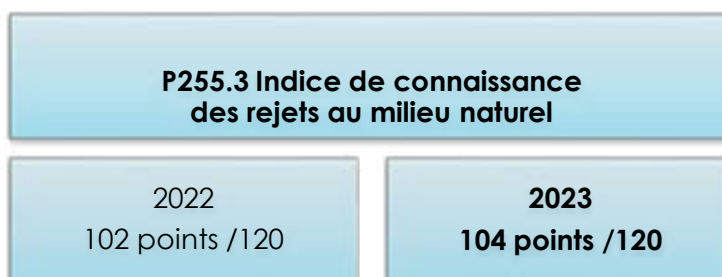 P255.3 Indice de connaissance
des rejets au milieu naturel
2022
102 points /120
2023
104 points /120